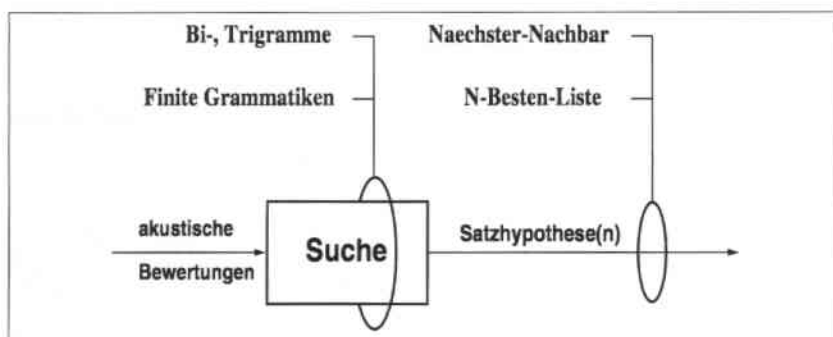 Bi-, Trigramme
Naechster-Nachbar
Finite Grammatiken
N-Besten-Liste
akustische
Bewertungen
Suche
Satzhypothese(n)